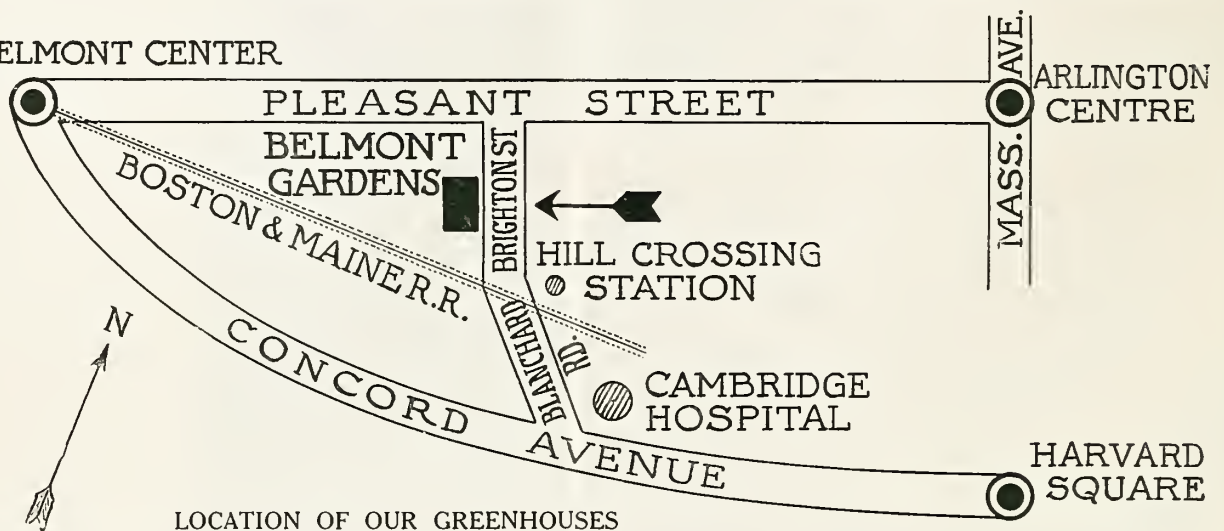 ELMONT CENTER
PLEASANT STREET
MASS. AVE.
ARLINGTON
CENTRE
BELMONT
GARDENS
BRIGHTON ST
BOSTON & MAINE R.R.
HILL CROSSING
STATION
N
BLANCHARD
RD.
CONCORD AVENUE
CAMBRIDGE
HOSPITAL
HARVARD
SQUARE
LOCATION OF OUR GREENHOUSES